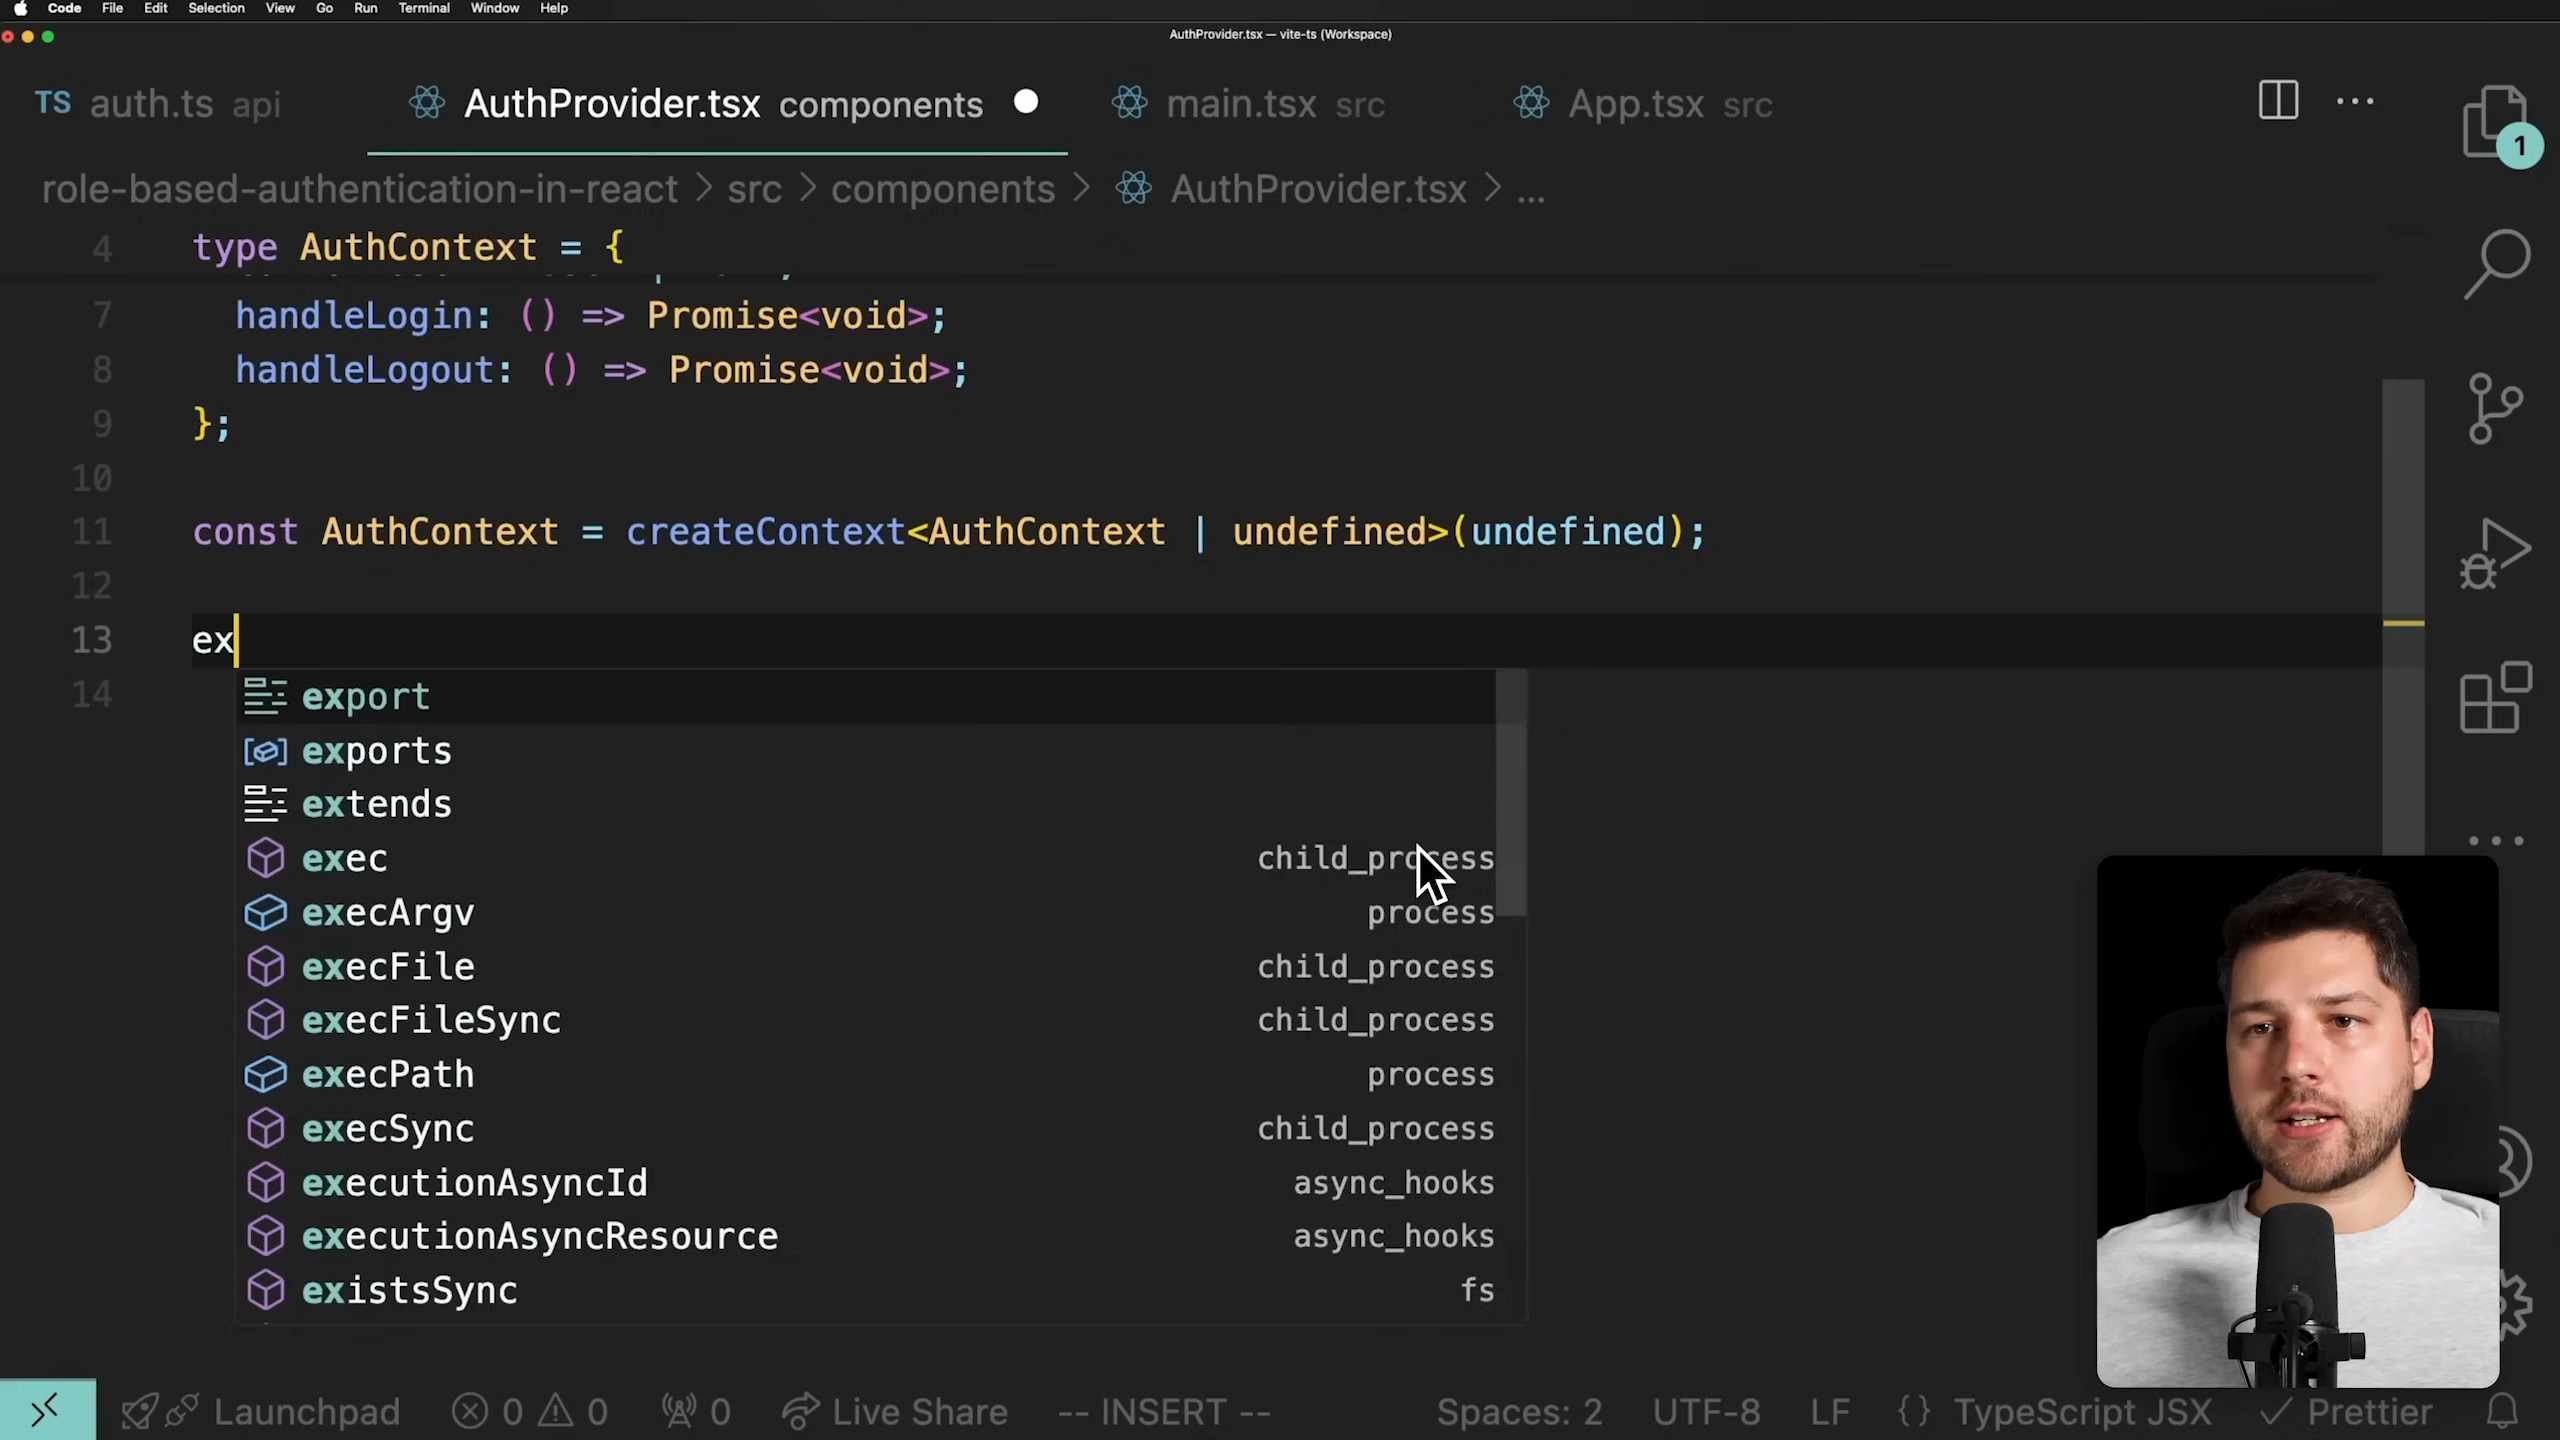 Code File Edit Selection View Go Run Terminal Window Help
AuthProvider.tsx — vite-ts (Workspace)
TS auth.ts api AuthProvider.tsx components main.tsx src App.tsx src
1
role-based-authentication-in-react > src > components > AuthProvider.tsx > ...
4 type AuthContext = {
7 handleLogin: () => Promise<void>;
8 handleLogout: () => Promise<void>;
9 };
10
11 const AuthContext = createContext<AuthContext | undefined>(undefined);
12
13 ex
14
export
exports
extends
exec child_process
execArgv process
execFile child_process
execFileSync child_process
execPath process
execSync child_process
executionAsyncId async_hooks
executionAsyncResource async_hooks
existsSync fs
Launchpad 0 0 0 Live Share -- INSERT -- Spaces: 2 UTF-8 LF {} TypeScript JSX Prettier